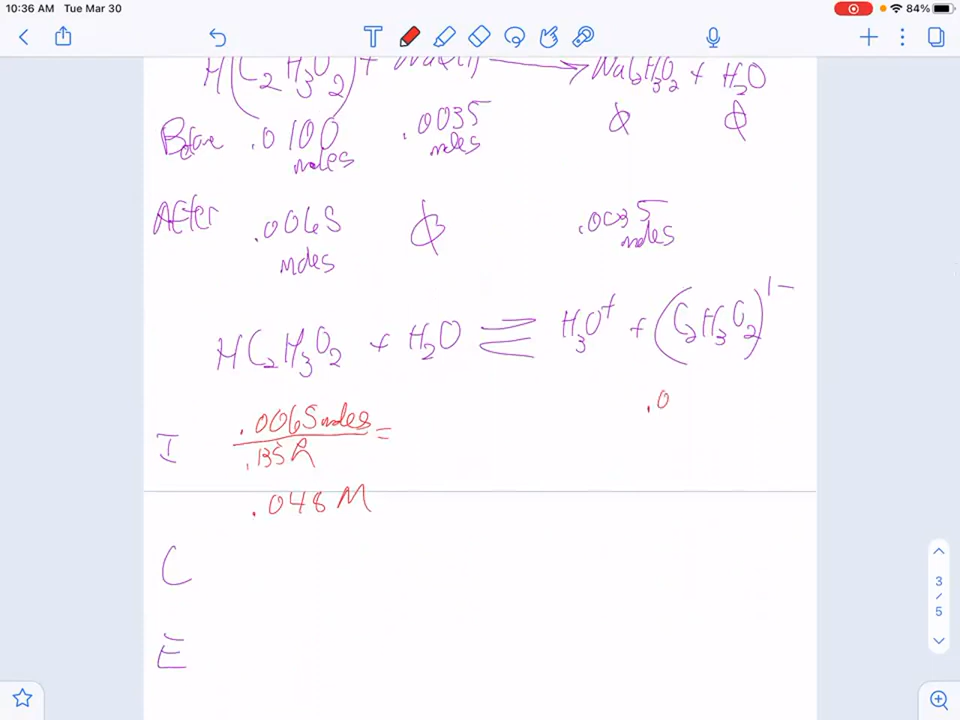 10:36 AM Tue Mar 30 84%
H(C2H3O2) + NaOH → NaC2H3O2 + H2O
Before .0100 moles .0035 moles ϕ ϕ
After .0065 moles ϕ .0035 moles
HC2H3O2 + H2O ⇌ H3O+ + (C2H3O2)1-
I .0065 moles / .135 L = .0
.048 M
C
E
3
/
5